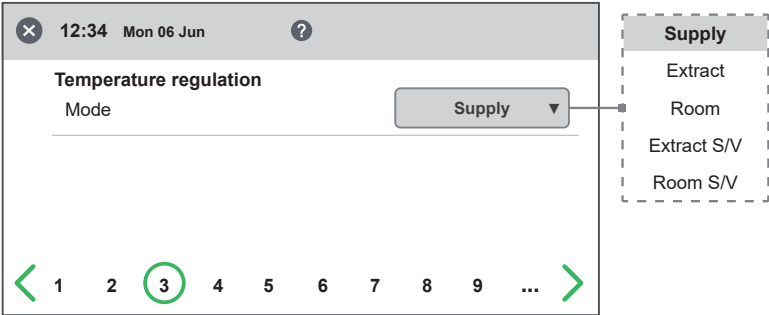 12:34 Mon 06 Jun ?
Temperature regulation
Mode Supply ▼
1 2 3 4 5 6 7 8 9 ...
Supply
Extract
Room
Extract S/V
Room S/V